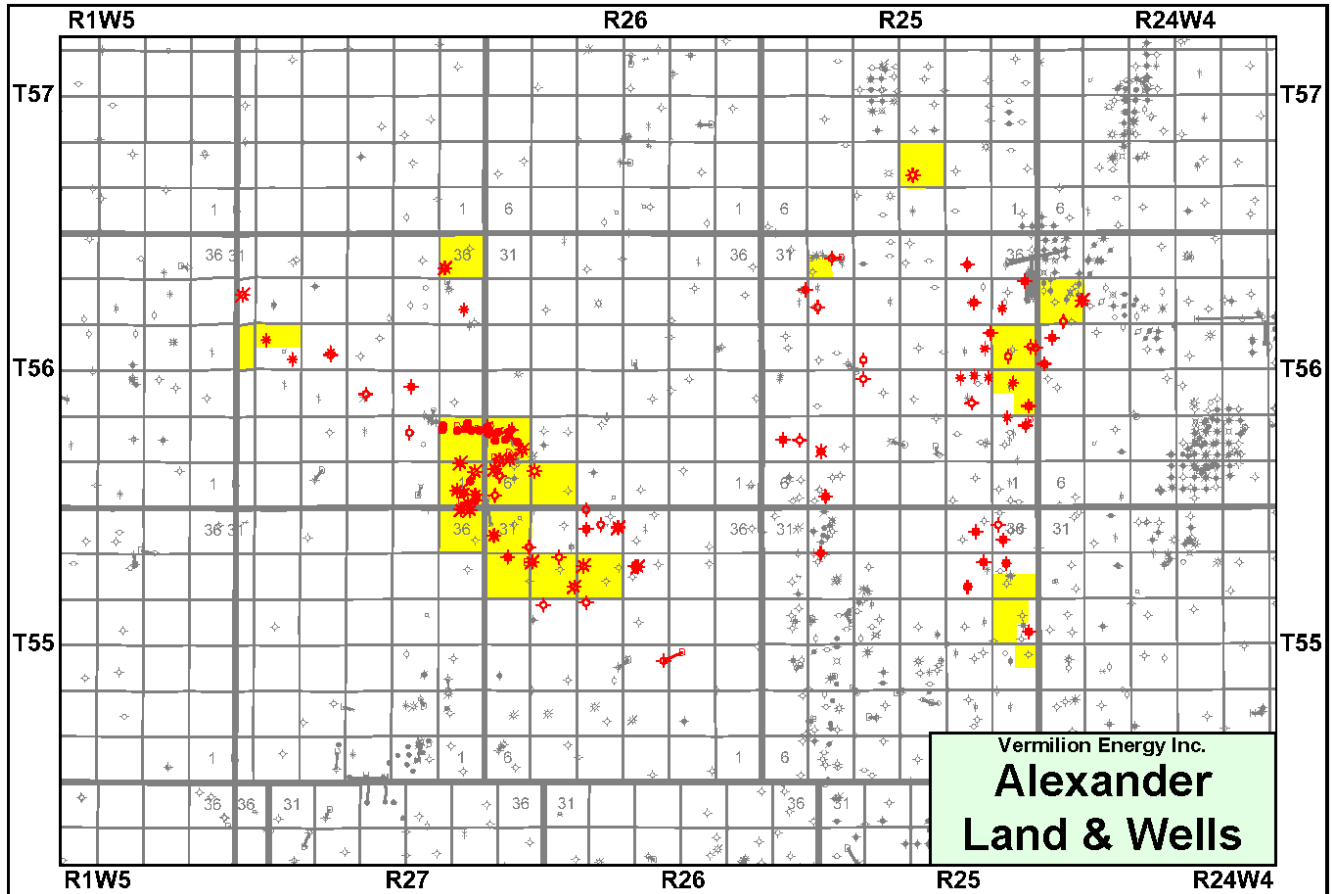 R1W5 R26 R25 R24W4
T57 T57
1 1 6 1 6 1 6
36 31 36 31 36 31 36
T56 T56
1 6 1 6 1 6
36 31 36 31 36 31 36 31
T55 T55
1 1 6 1 6
Vermilion Energy Inc.
Alexander
Land & Wells
36 36 31 36 31 36 31
R1W5 R27 R26 R25 R24W4